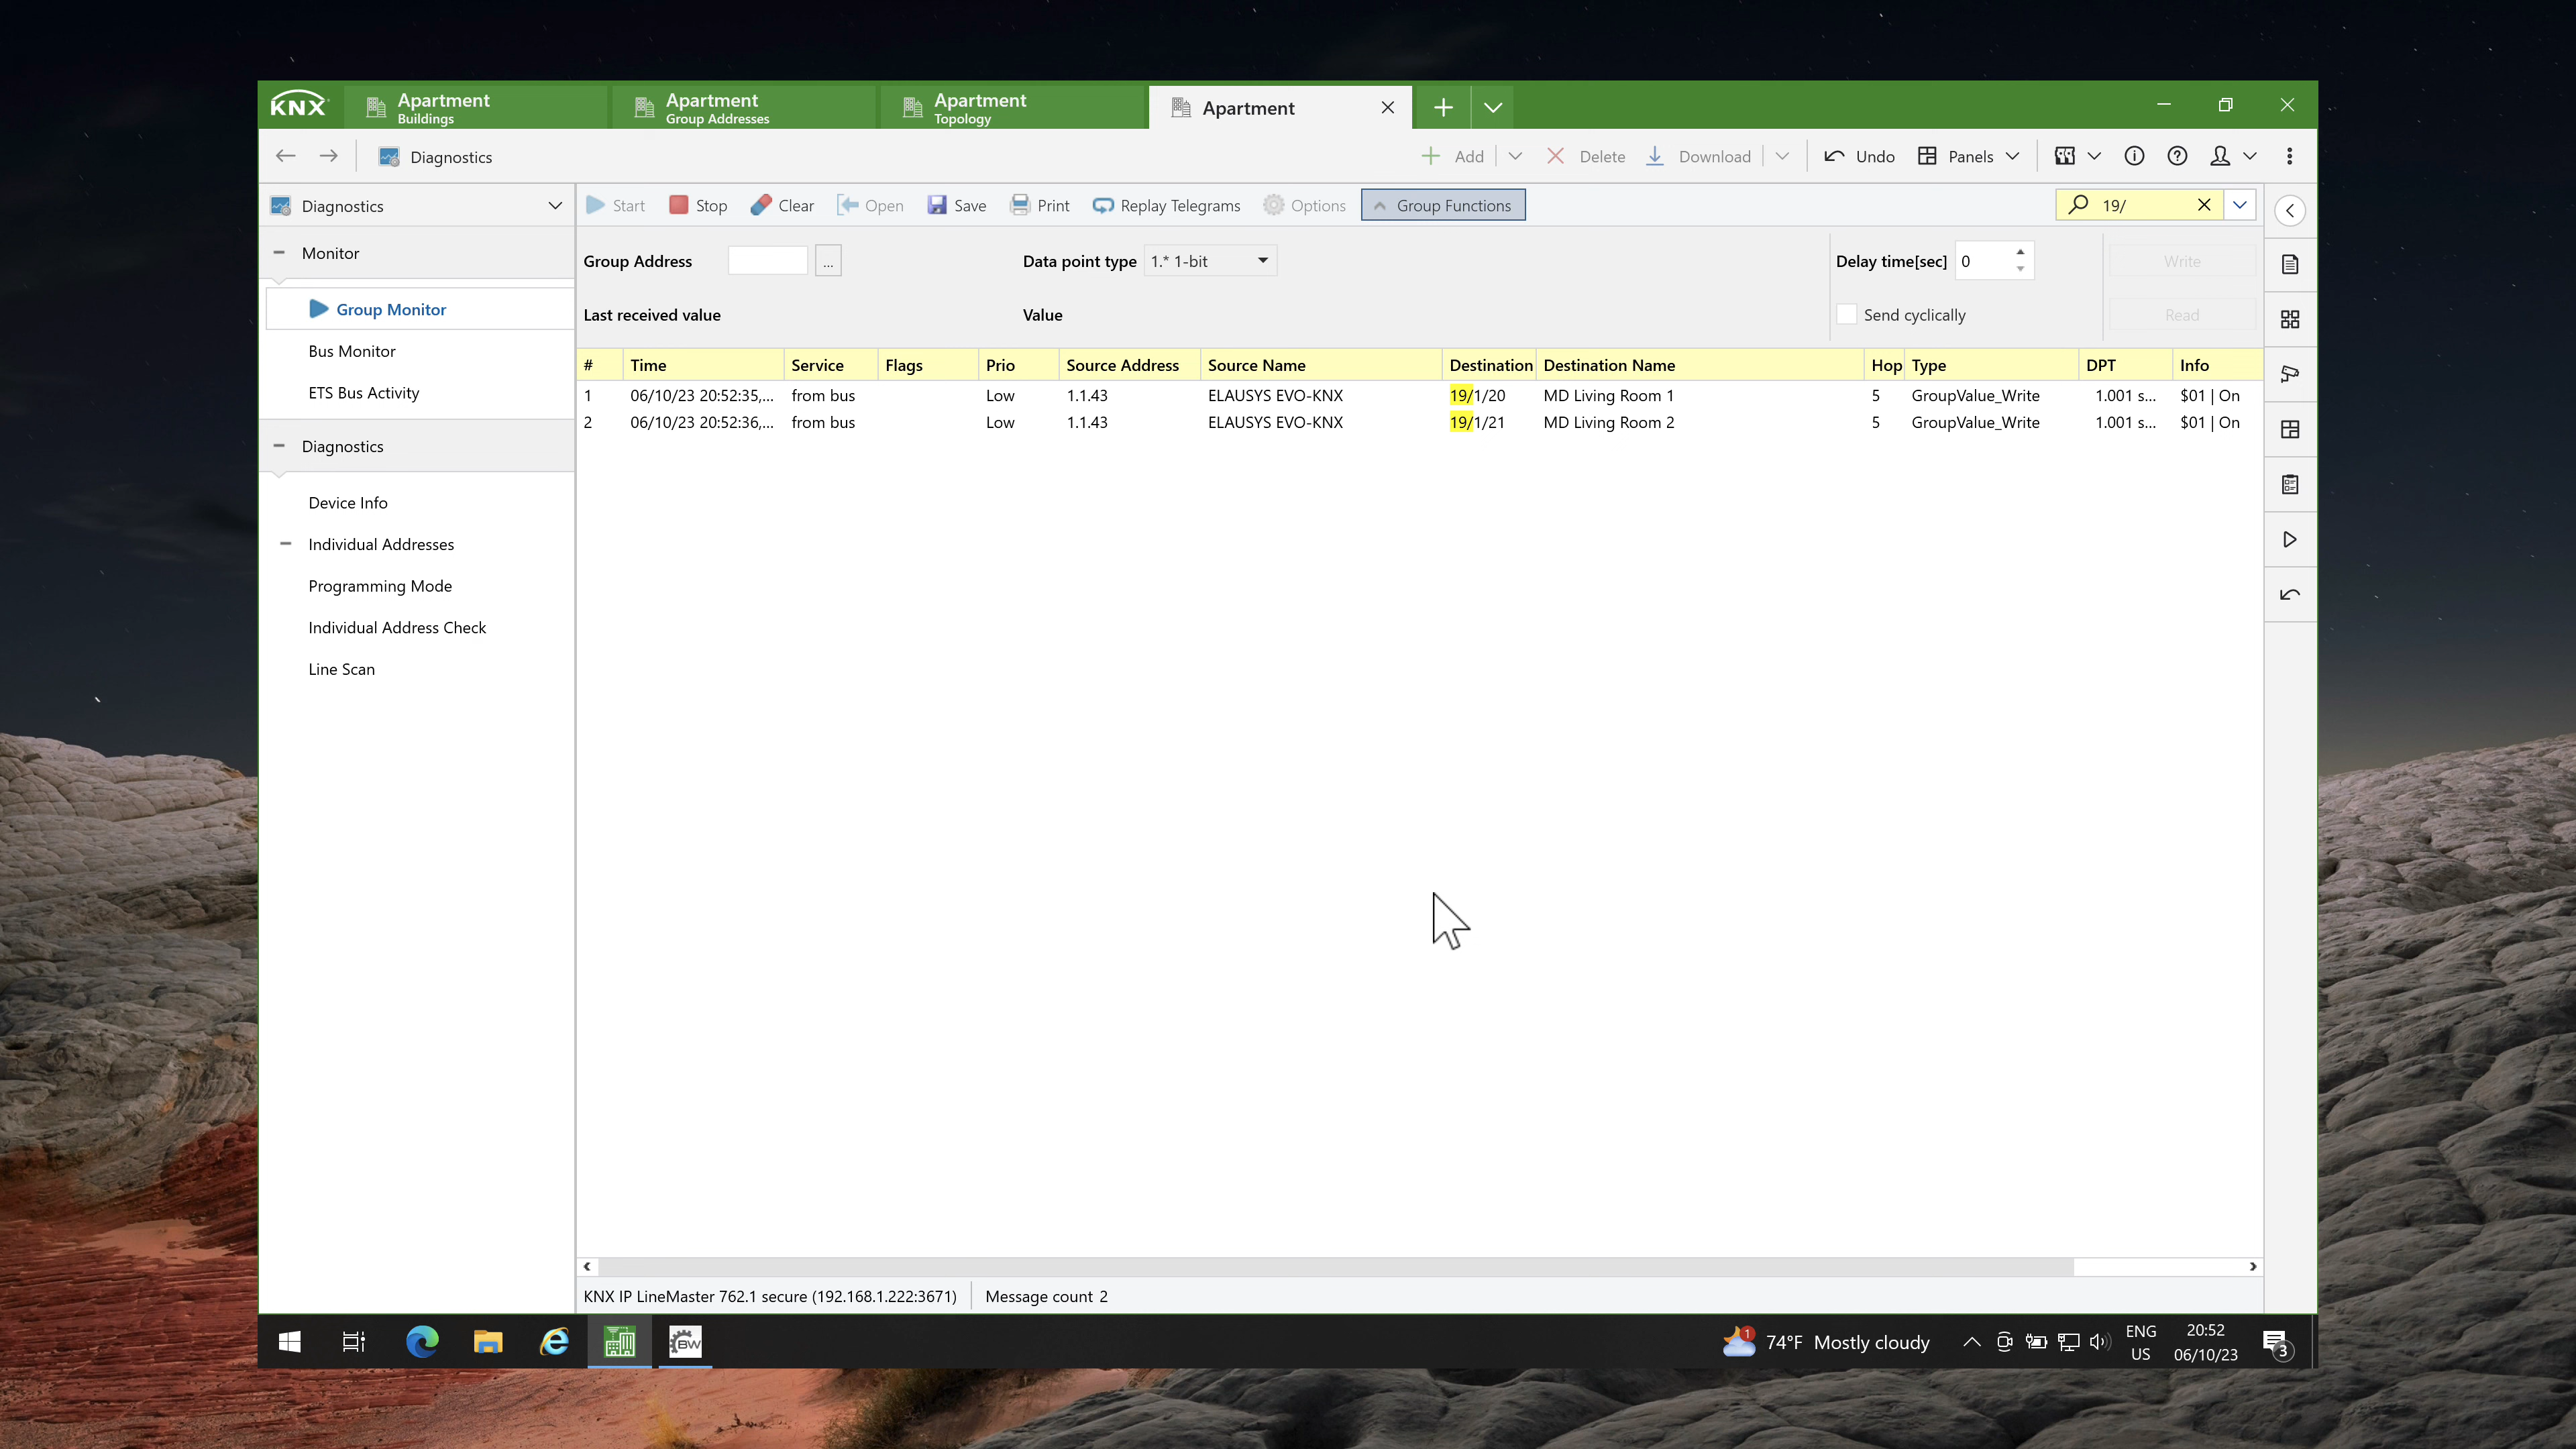 KNX
Apartment
Buildings
Apartment
Group Addresses
Apartment
Topology
Apartment
Diagnostics
Add
Delete
Download
Undo
Panels
Diagnostics
Start
Stop
Clear
Open
Save
Print
Replay Telegrams
Options
Group Functions
19/
Monitor
Group Monitor
Bus Monitor
ETS Bus Activity
Diagnostics
Device Info
Individual Addresses
Programming Mode
Individual Address Check
Line Scan
Group Address ... Data point type 1.* 1-bit Delay time[sec] 0 Write
Last received value Value Send cyclically Read
# Time Service Flags Prio Source Address Source Name Destination Destination Name Hop Type DPT Info
1 06/10/23 20:52:35,... from bus Low 1.1.43 ELAUSYS EVO-KNX 19/1/20 MD Living Room 1 5 GroupValue_Write 1.001 s... $01 | On
2 06/10/23 20:52:36,... from bus Low 1.1.43 ELAUSYS EVO-KNX 19/1/21 MD Living Room 2 5 GroupValue_Write 1.001 s... $01 | On
KNX IP LineMaster 762.1 secure (192.168.1.222:3671) Message count 2
BW
1
74°F Mostly cloudy
ENG
US
20:52
06/10/23
3